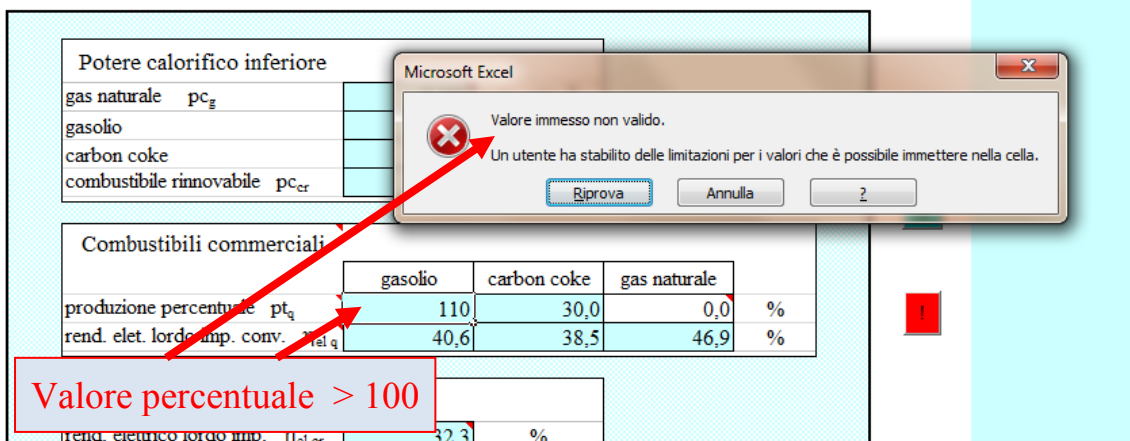 Potere calorifico inferiore
gas naturale pcg
gasolio
carbon coke
combustibile rinnovabile pccr
Microsoft Excel
x
Valore immesso non valido.
Un utente ha stabilito delle limitazioni per i valori che è possibile immettere nella cella.
Riprova Annulla ?
Combustibili commerciali
gasolio carbon coke gas naturale
produzione percentuale ptq 110 30,0 0,0 %
rend. elet. lordo imp. conv. ηel q 40,6 38,5 46,9 %
!
Valore percentuale > 100
rend. elettrico lordo imp. ηel cr 32,3 %